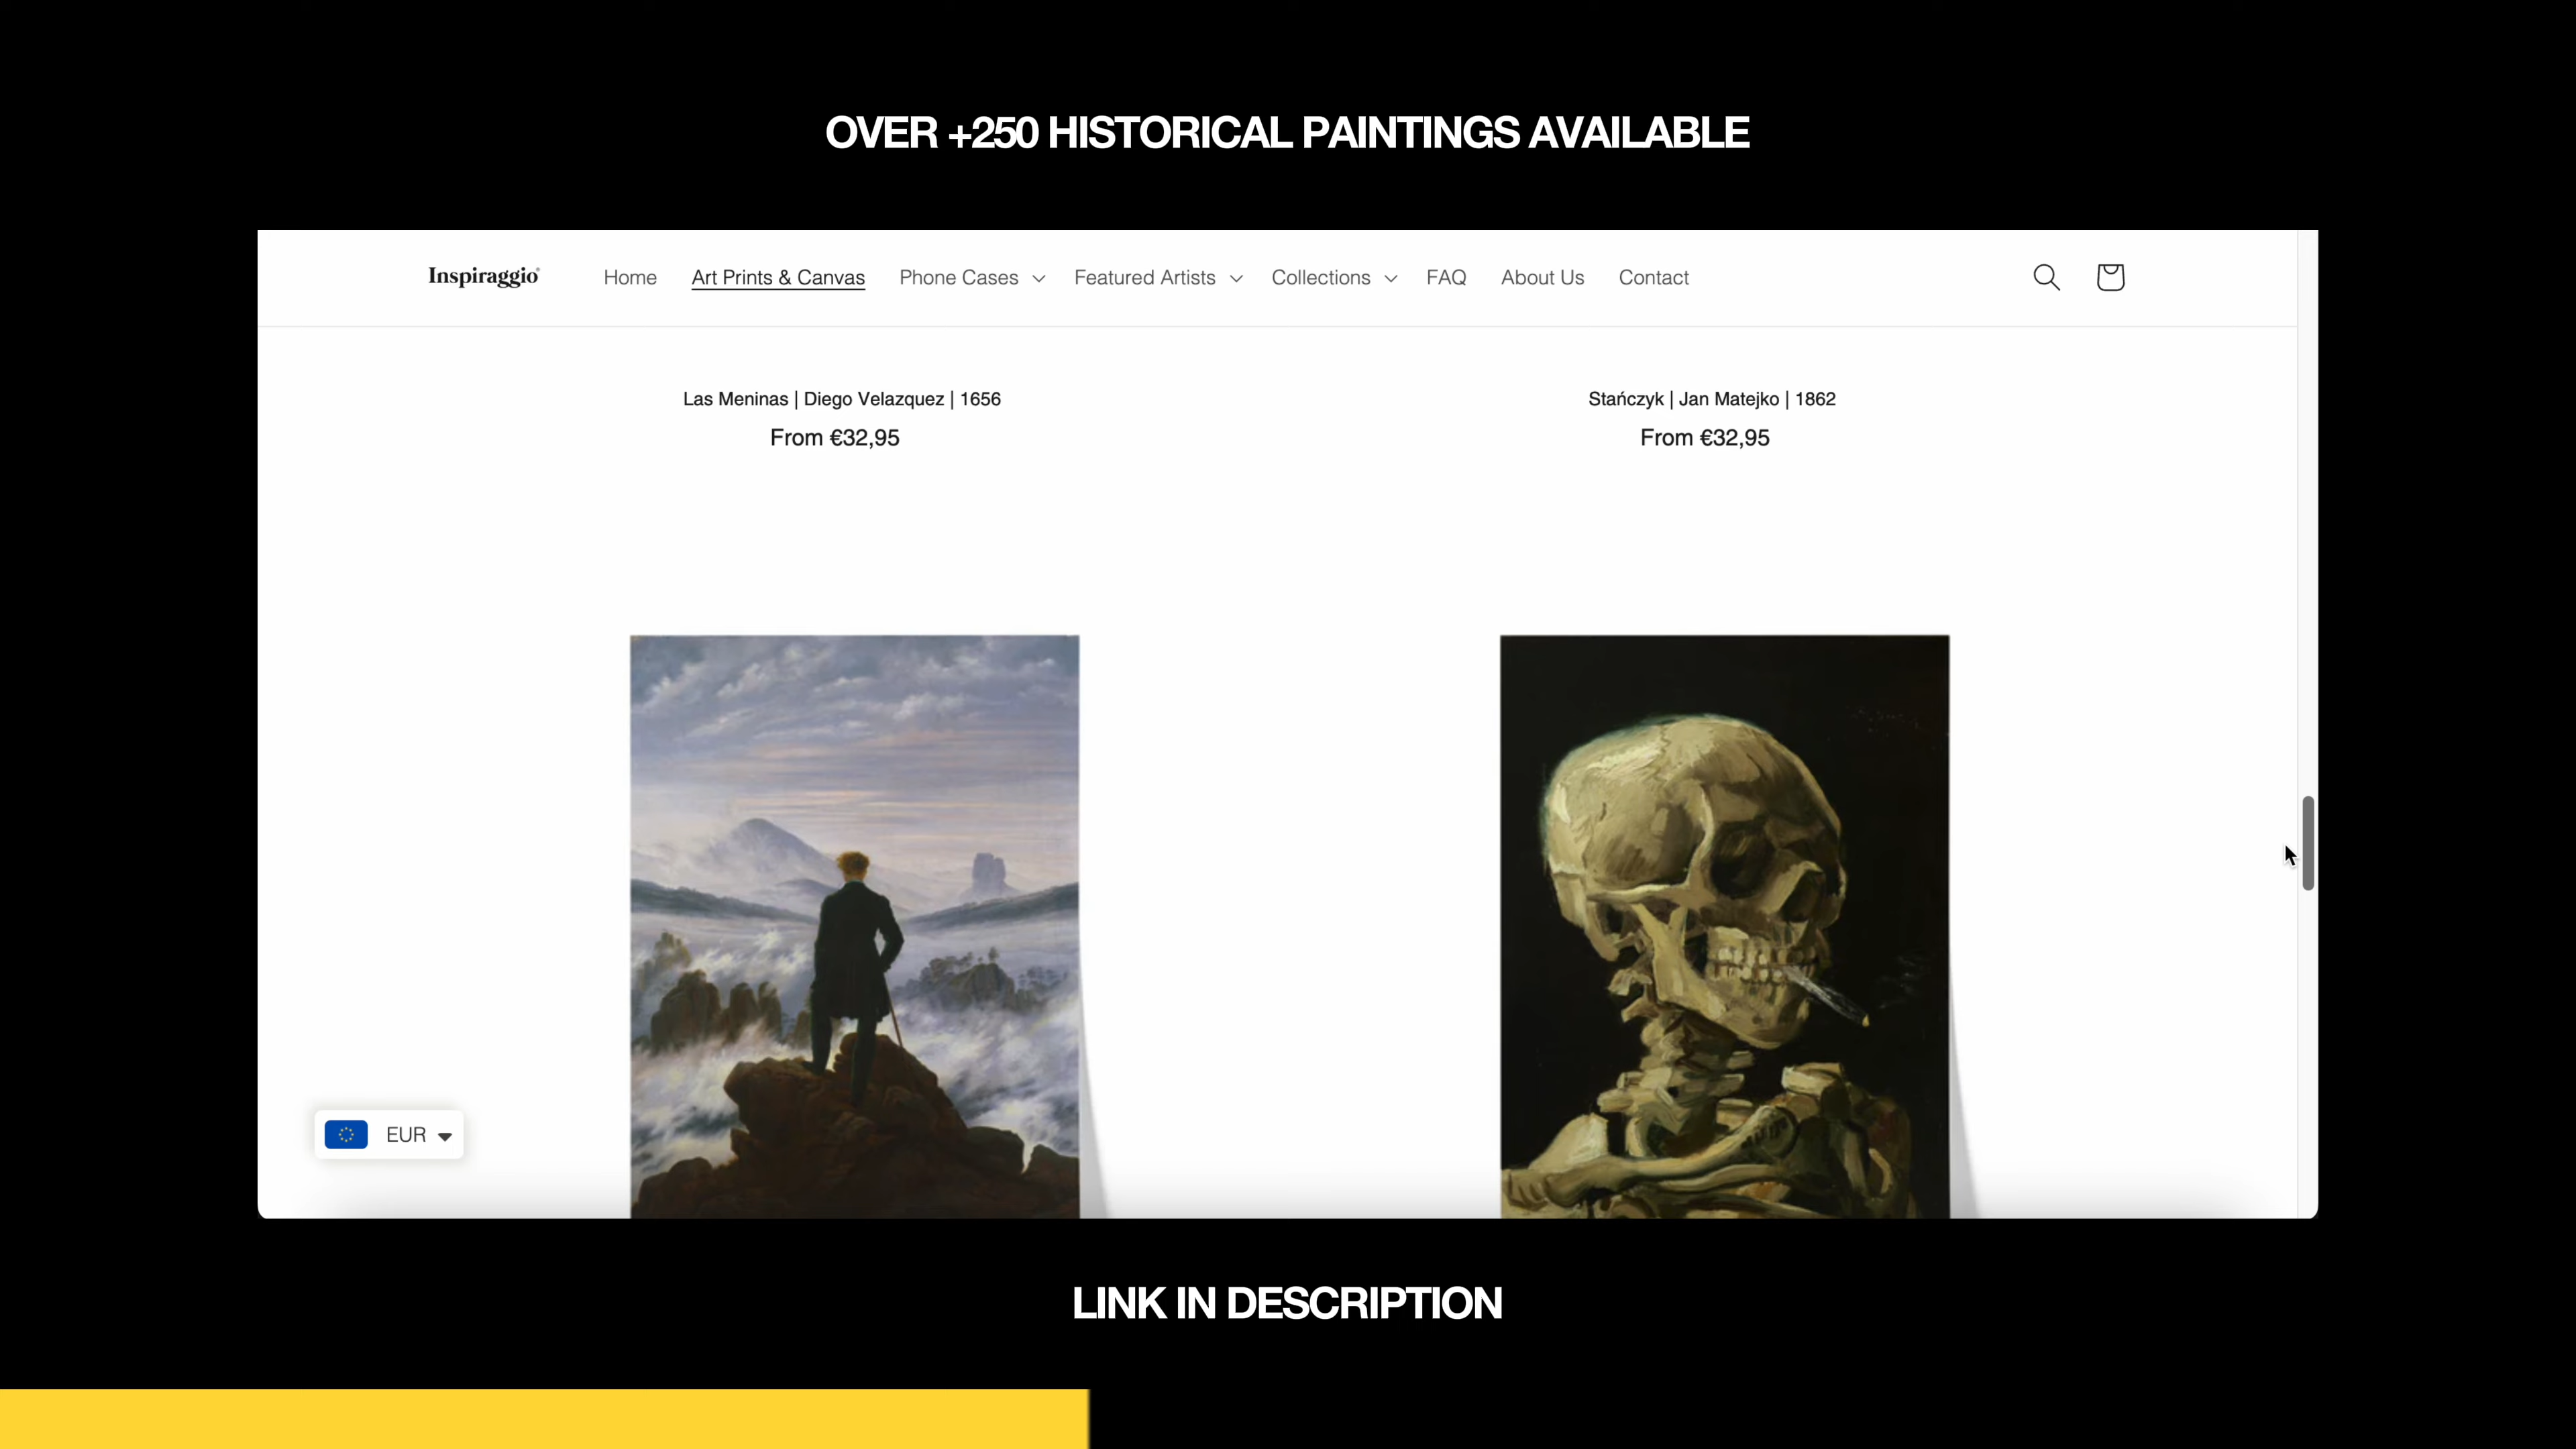 OVER +250 HISTORICAL PAINTINGS AVAILABLE
Inspiraggio Home Art Prints & Canvas Phone Cases Featured Artists Collections FAQ About Us Contact
Las Meninas | Diego Velazquez | 1656
From €32,95
Stańczyk | Jan Matejko | 1862
From €32,95
EUR
LINK IN DESCRIPTION